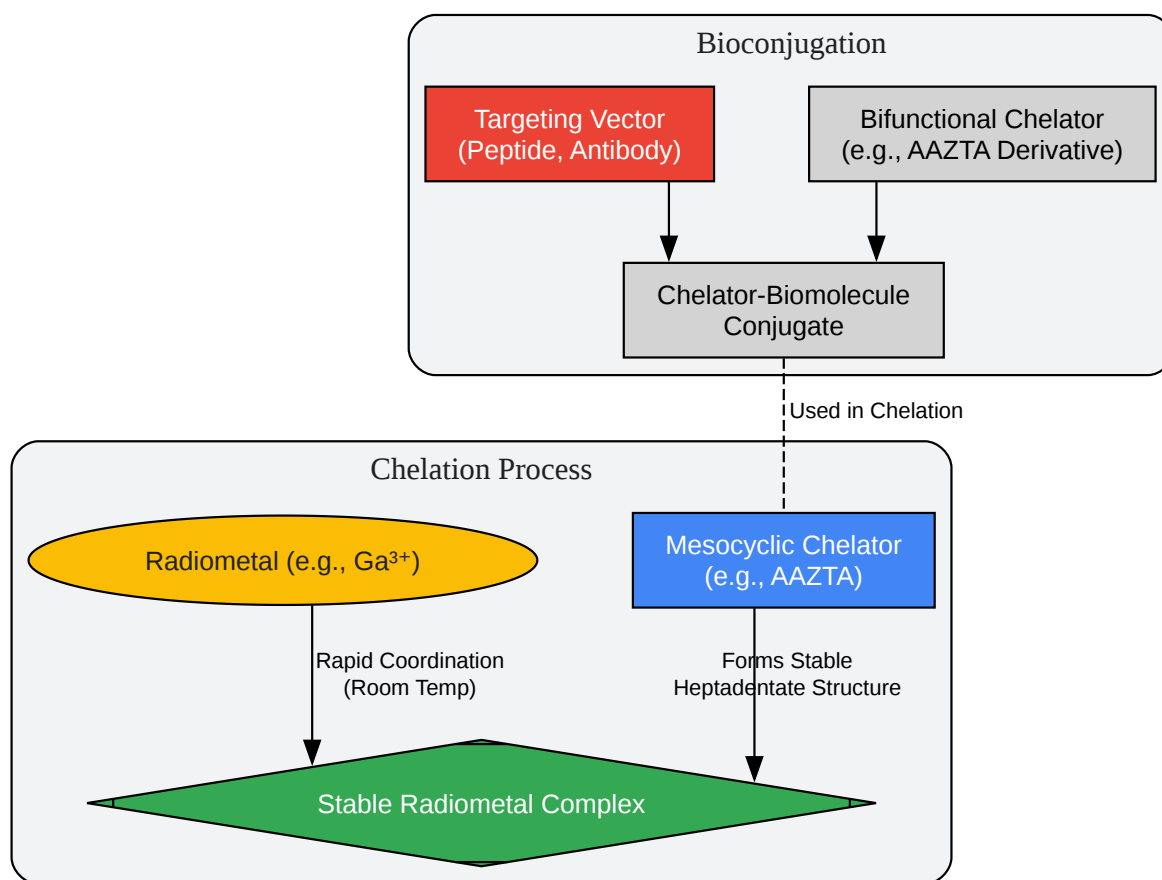 Bioconjugation
Targeting Vector
(Peptide, Antibody)
Bifunctional Chelator
(e.g., AAZTA Derivative)
Chelator-Biomolecule
Conjugate
Used in Chelation
Chelation Process
Radiometal (e.g., Ga³⁺)
Mesocyclic Chelator
(e.g., AAZTA)
Rapid Coordination
(Room Temp)
Forms Stable
Heptadentate Structure
Stable Radiometal Complex